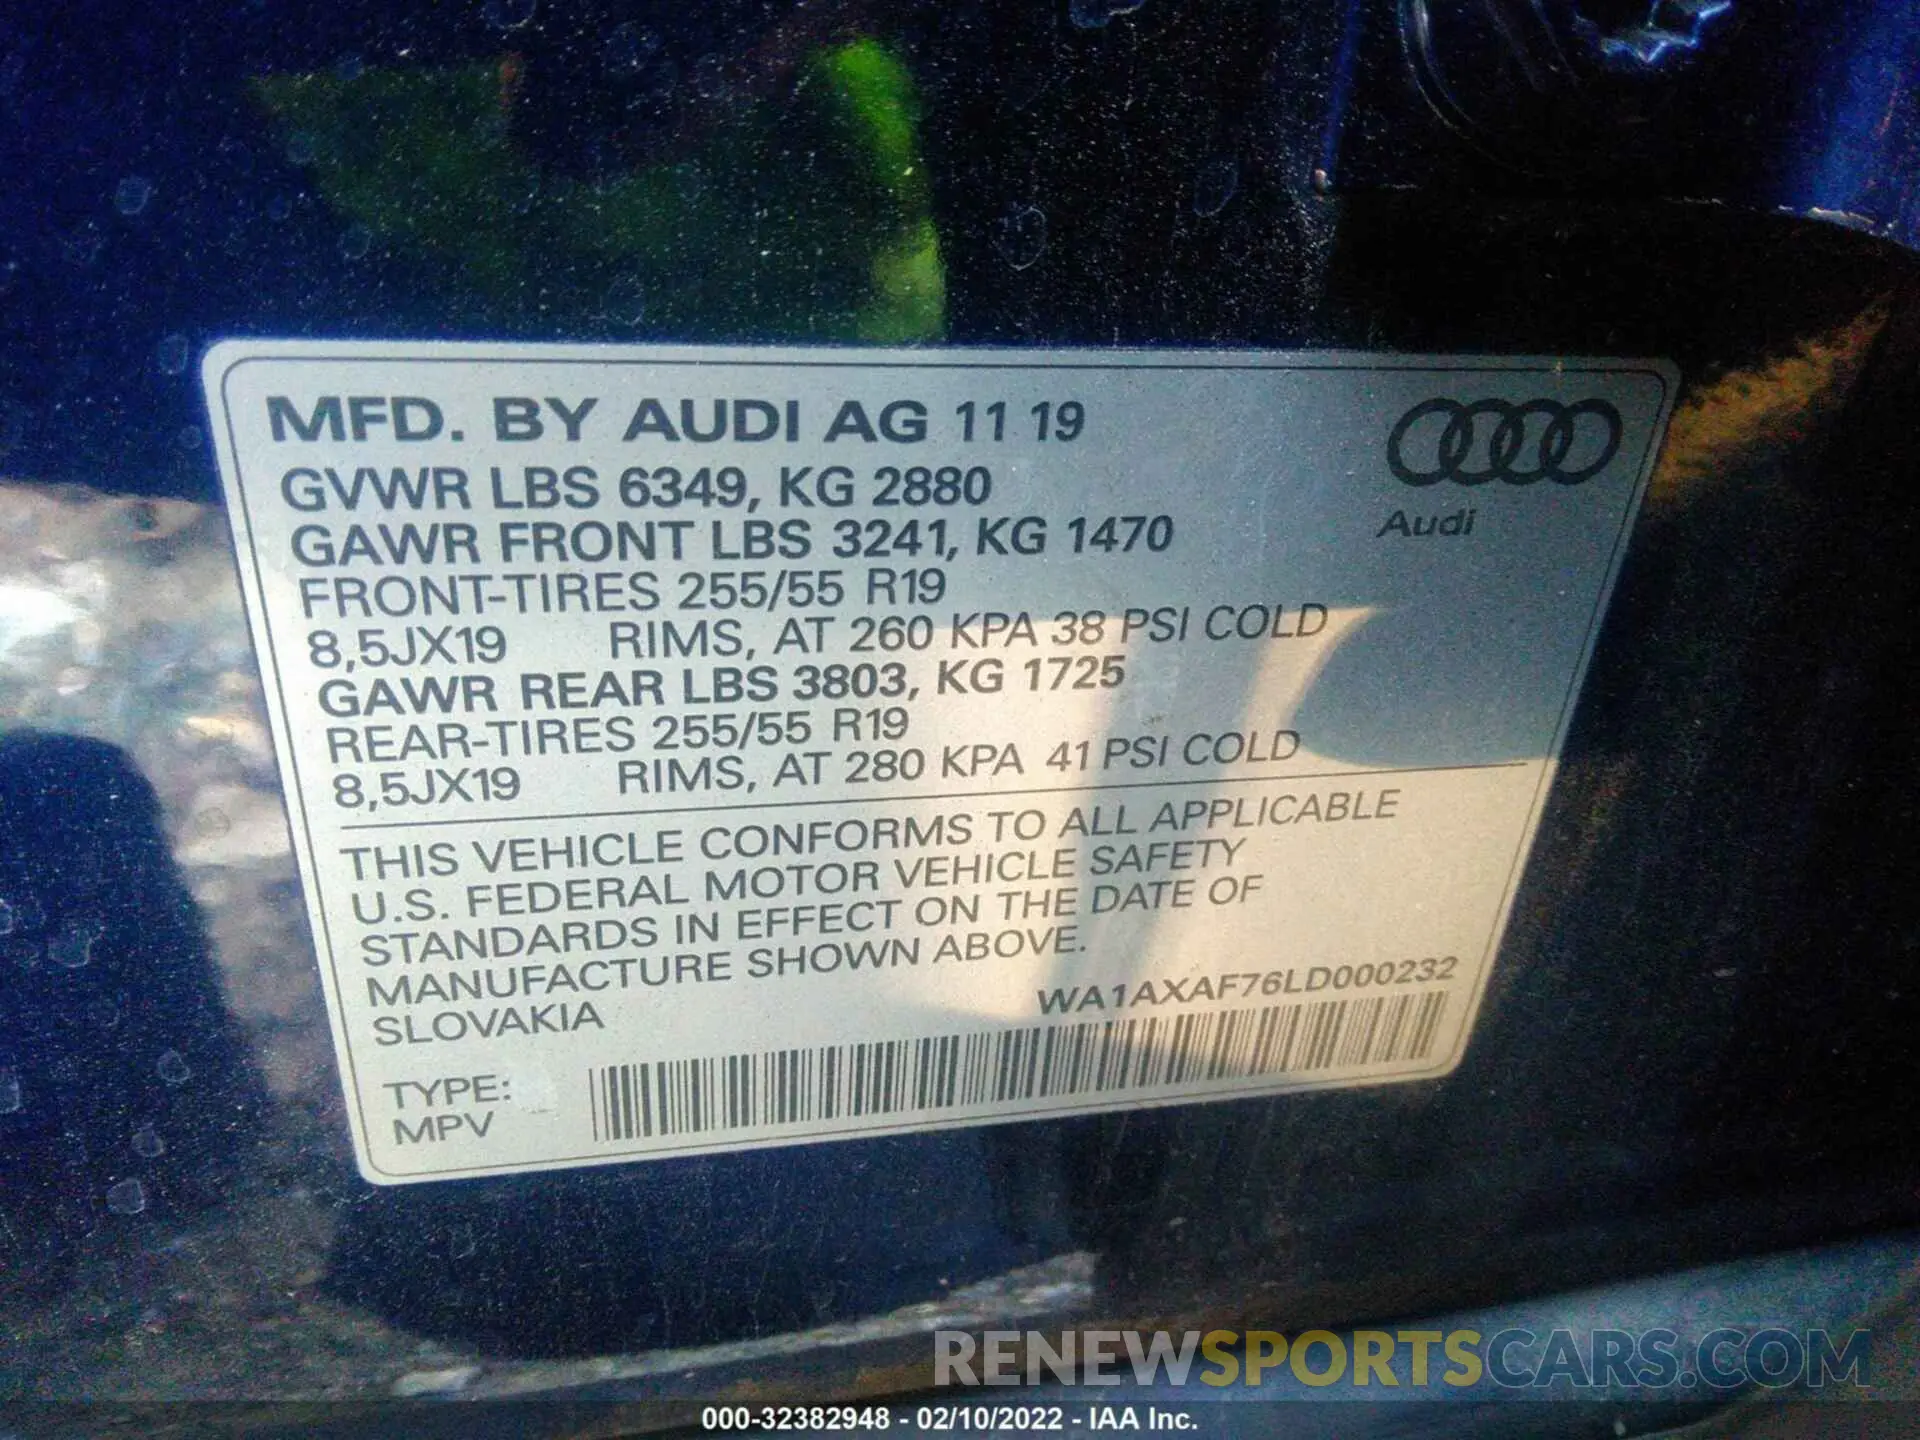 MFD. BY AUDI AG 11 19
GVWR LBS 6349, KG 2880
GAWR FRONT LBS 3241, KG 1470
Audi
FRONT-TIRES 255/55 R19
8,5JX19 RIMS, AT 260 KPA 38 PSI COLD
GAWR REAR LBS 3803, KG 1725
REAR-TIRES 255/55 R19
8,5JX19 RIMS, AT 280 KPA 41 PSI COLD
THIS VEHICLE CONFORMS TO ALL APPLICABLE
U.S. FEDERAL MOTOR VEHICLE SAFETY
STANDARDS IN EFFECT ON THE DATE OF
MANUFACTURE SHOWN ABOVE.
SLOVAKIA
WA1AXAF76LD000232
TYPE:
MPV
RENEWSPORTSCARS.COM
000-32382948 - 02/10/2022 - IAA Inc.